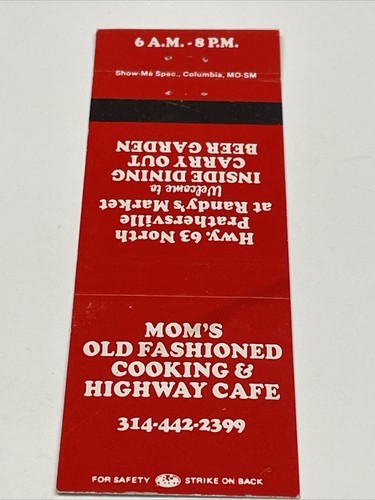 6 A.M. - 8 P.M.
Show-Me Spec., Columbia, MO-SM
Hwy. 63 North
Prathersville
at Randy's Market
Welcome to
INSIDE DINING
CARRY OUT
BEER GARDEN
MOM'S
OLD FASHIONED
COOKING &
HIGHWAY CAFE
314-442-2399
FOR SAFETY STRIKE ON BACK